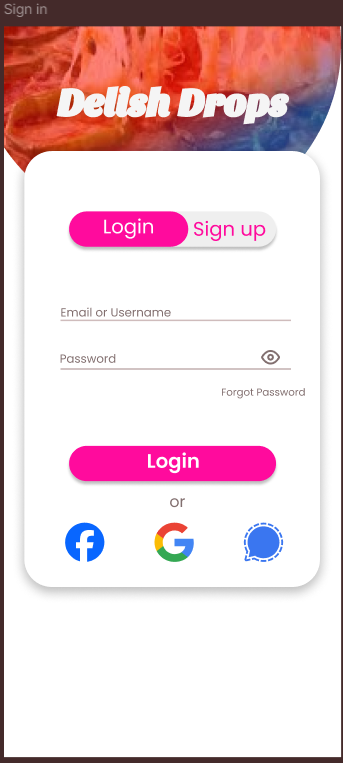 Sign in
Delish Drops
Login Sign up
Email or Username
Password
Forgot Password
Login
or